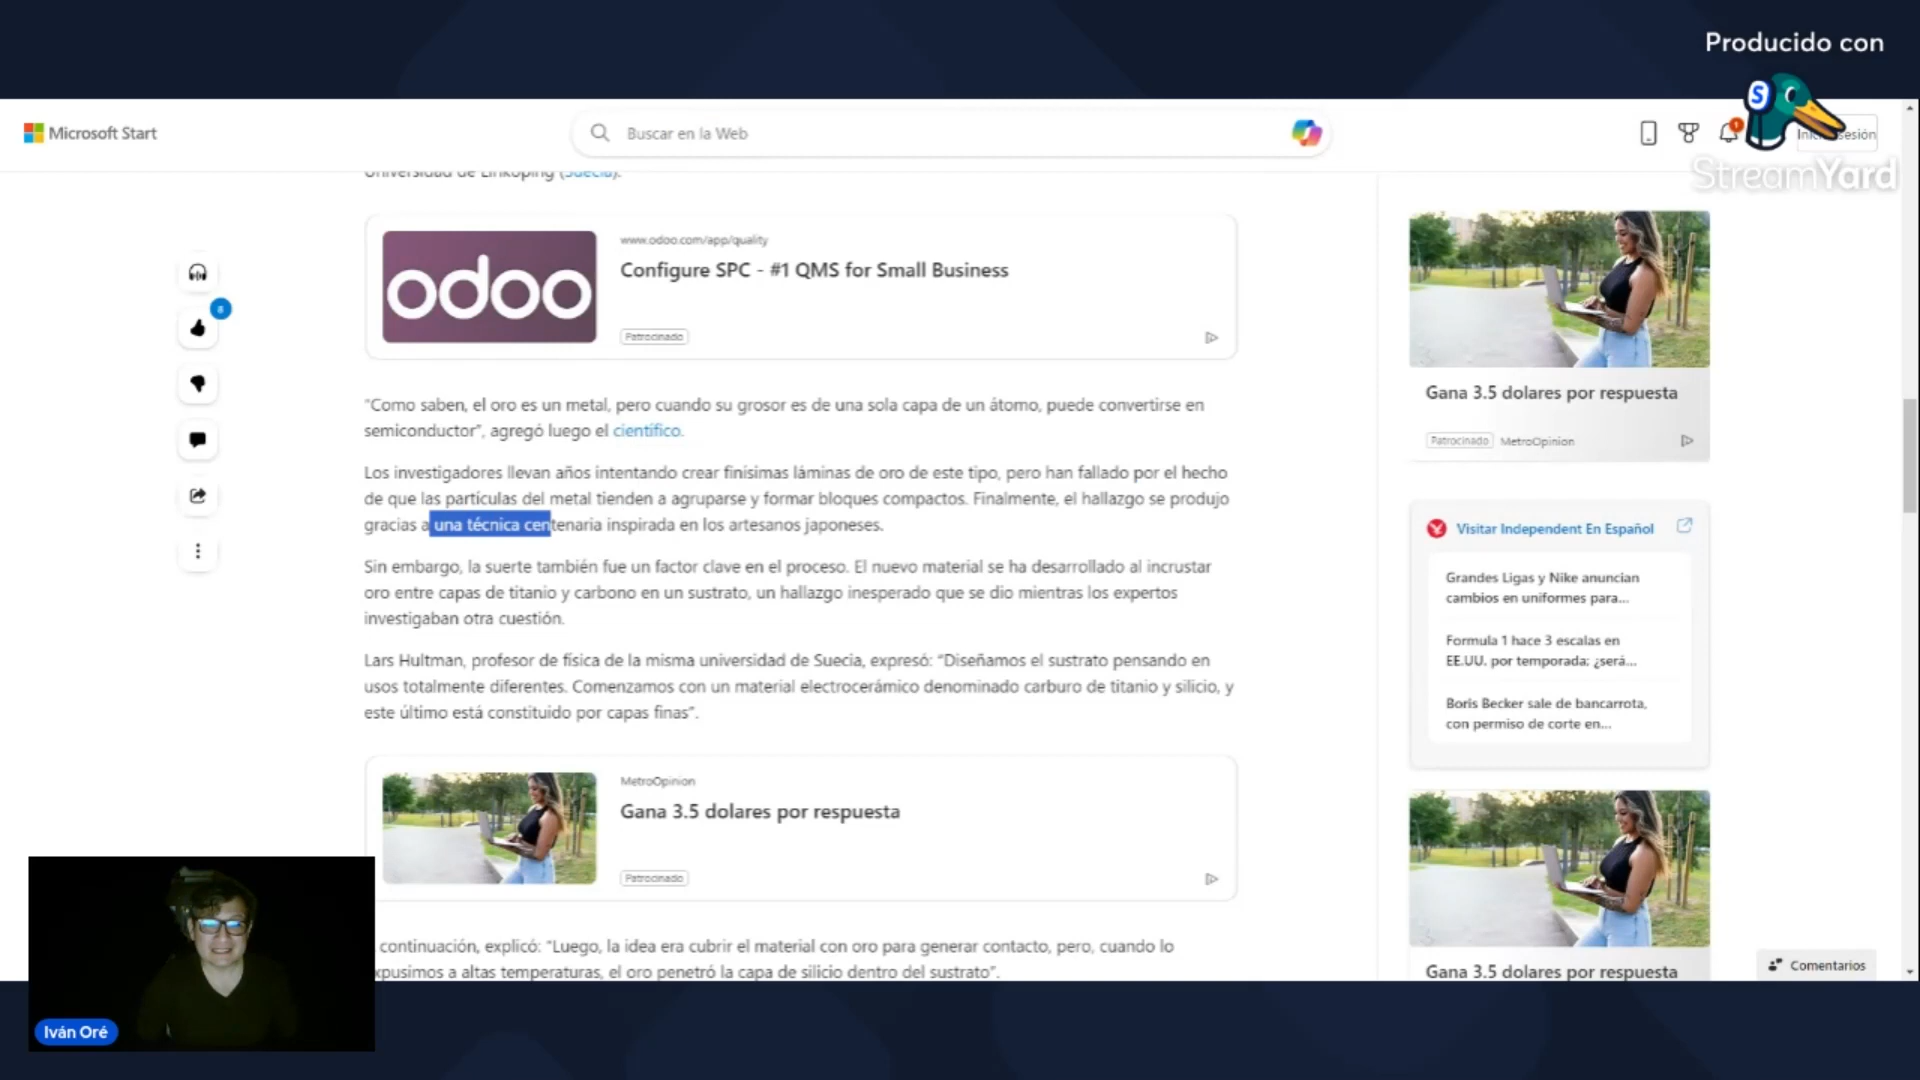 Producido con
StreamYard
Microsoft Start
Buscar en la Web
Universidad de Linköping (Suecia).
odoo
www.odoo.com/app/quality
Configure SPC - #1 QMS for Small Business
Patrocinado
"Como saben, el oro es un metal, pero cuando su grosor es de una sola capa de un átomo, puede convertirse en
semiconductor", agregó luego el científico.
Los investigadores llevan años intentando crear finísimas láminas de oro de este tipo, pero han fallado por el hecho
de que las partículas del metal tienden a agruparse y formar bloques compactos. Finalmente, el hallazgo se produjo
gracias a una técnica centenaria inspirada en los artesanos japoneses.
Sin embargo, la suerte también fue un factor clave en el proceso. El nuevo material se ha desarrollado al incrustar
oro entre capas de titanio y carbono en un sustrato, un hallazgo inesperado que se dio mientras los expertos
investigaban otra cuestión.
Lars Hultman, profesor de física de la misma universidad de Suecia, expresó: "Diseñamos el sustrato pensando en
usos totalmente diferentes. Comenzamos con un material electrocerámico denominado carburo de titanio y silicio, y
este último está constituido por capas finas".
MetroOpinion
Gana 3.5 dolares por respuesta
Patrocinado
continuación, explicó: "Luego, la idea era cubrir el material con oro para generar contacto, pero, cuando lo
expusimos a altas temperaturas, el oro penetró la capa de silicio dentro del sustrato".
Gana 3.5 dolares por respuesta
Patrocinado MetroOpinion
Visitar Independent En Español
Grandes Ligas y Nike anuncian
cambios en uniformes para...
Formula 1 hace 3 escalas en
EE.UU. por temporada; ¿será...
Boris Becker sale de bancarrota,
con permiso de corte en...
Gana 3.5 dolares por respuesta
Comentarios
Iván Oré